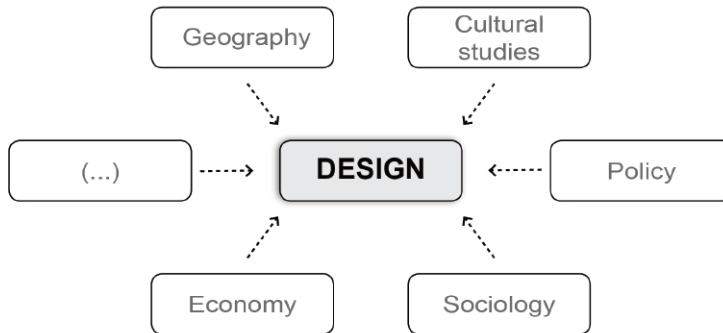 Geography
Cultural
studies
(...)
DESIGN
Policy
Economy
Sociology